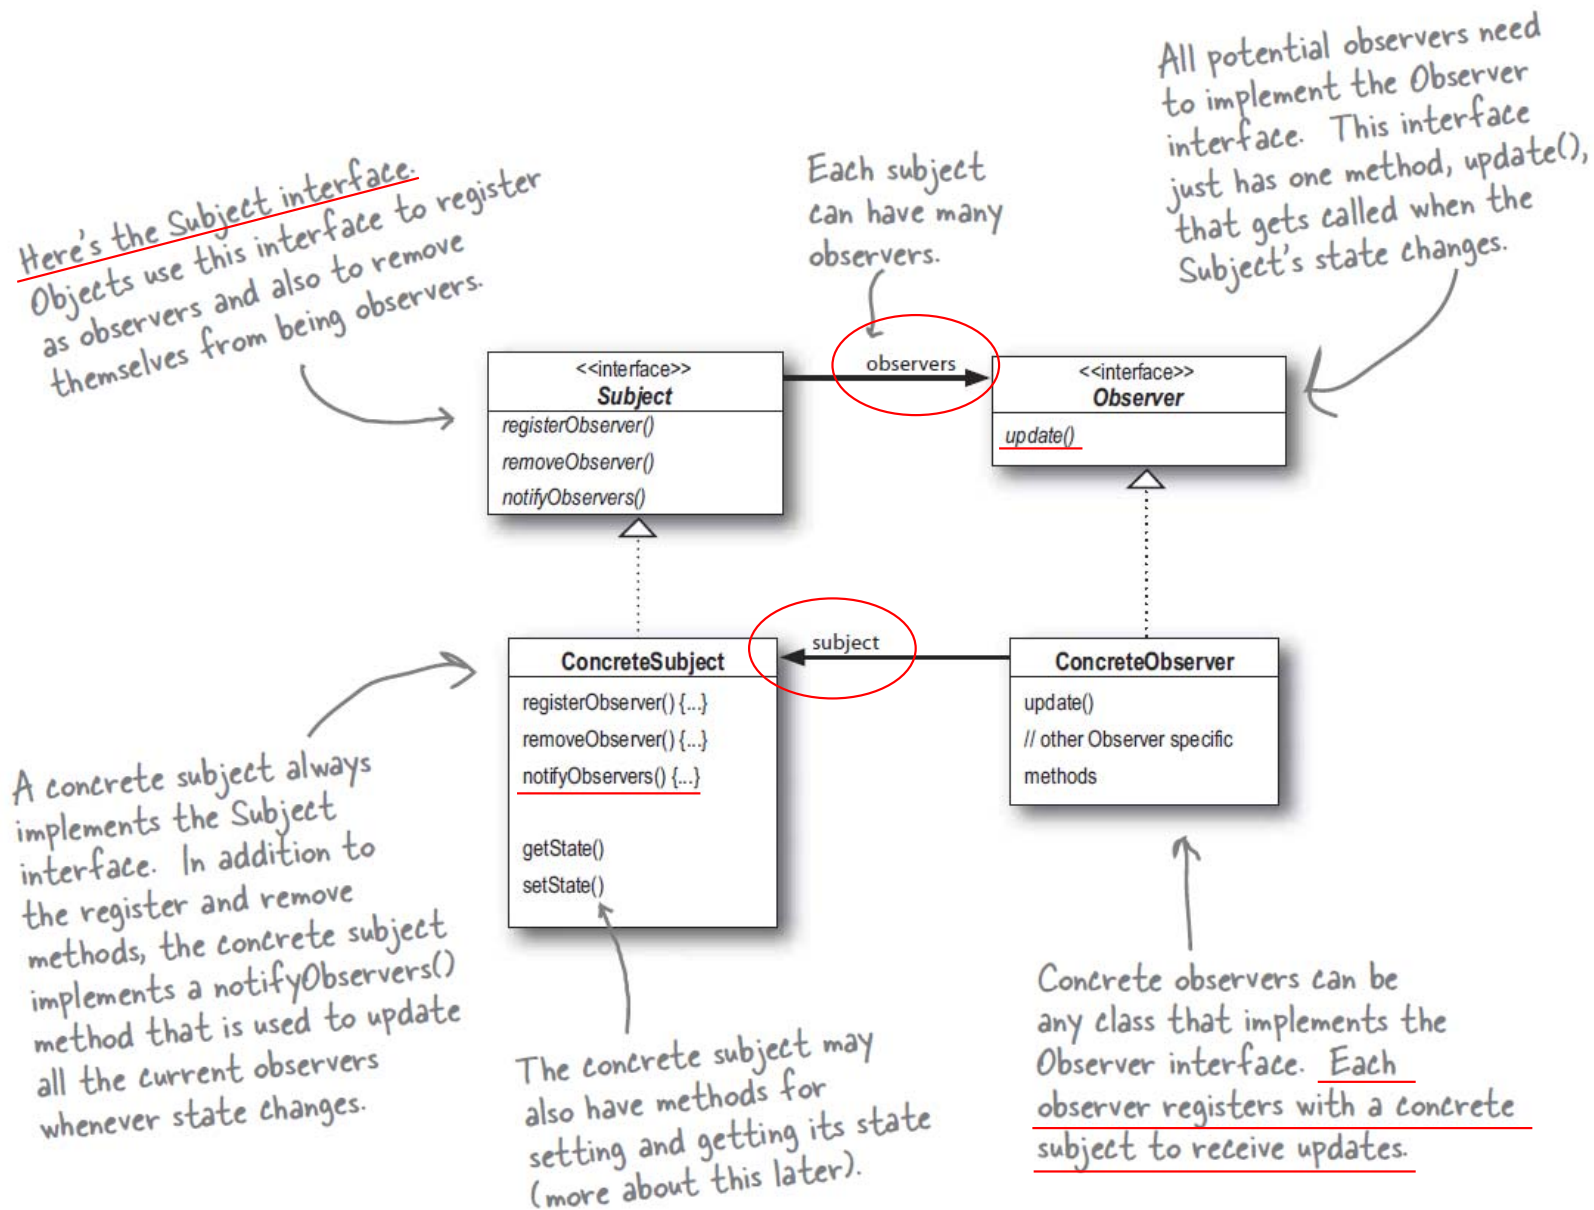 All potential observers need
to implement the Observer
interface. This interface
just has one method, update(),
that gets called when the
Subject's state changes.
Each subject
can have many
observers.
Here's the Subject interface.
Objects use this interface to register
as observers and also to remove
themselves from being observers.
<<interface>>
Subject
registerObserver()
removeObserver()
notifyObservers()
observers
<<interface>>
Observer
update()
ConcreteSubject
registerObserver() {...}
removeObserver() {...}
notifyObservers() {...}
getState()
setState()
subject
ConcreteObserver
update()
// other Observer specific
methods
A concrete subject always
implements the Subject
interface. In addition to
the register and remove
methods, the concrete subject
implements a notifyObservers()
method that is used to update
all the current observers
whenever state changes.
The concrete subject may
also have methods for
setting and getting its state
(more about this later).
Concrete observers can be
any class that implements the
Observer interface. Each
observer registers with a concrete
subject to receive updates.